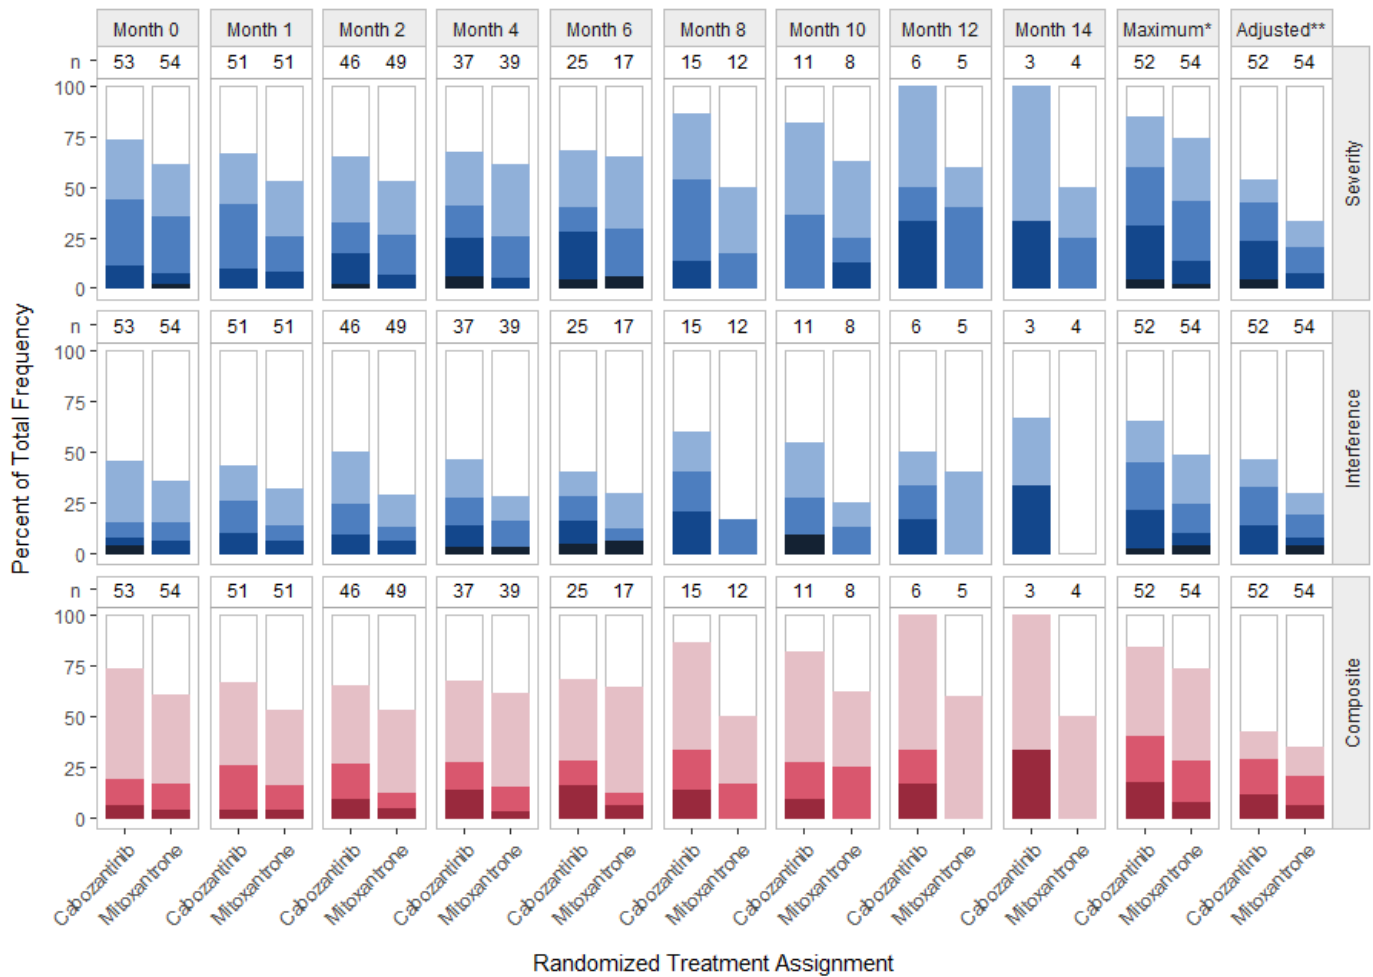 Month 0 Month 1 Month 2 Month 4 Month 6 Month 8 Month 10 Month 12 Month 14 Maximum* Adjusted**
n 53 54 51 51 46 49 37 39 25 17 15 12 11 8 6 5 3 4 52 54 52 54
100
75
50
25
0
Severity
n 53 54 51 51 46 49 37 39 25 17 15 12 11 8 6 5 3 4 52 54 52 54
100
75
50
25
0
Interference
Percent of Total Frequency
n 53 54 51 51 46 49 37 39 25 17 15 12 11 8 6 5 3 4 52 54 52 54
100
75
50
25
0
Composite
Cabozantinib Mitoxantrone Cabozantinib Mitoxantrone Cabozantinib Mitoxantrone Cabozantinib Mitoxantrone Cabozantinib Mitoxantrone Cabozantinib Mitoxantrone Cabozantinib Mitoxantrone Cabozantinib Mitoxantrone Cabozantinib Mitoxantrone Cabozantinib Mitoxantrone Cabozantinib Mitoxantrone
Randomized Treatment Assignment